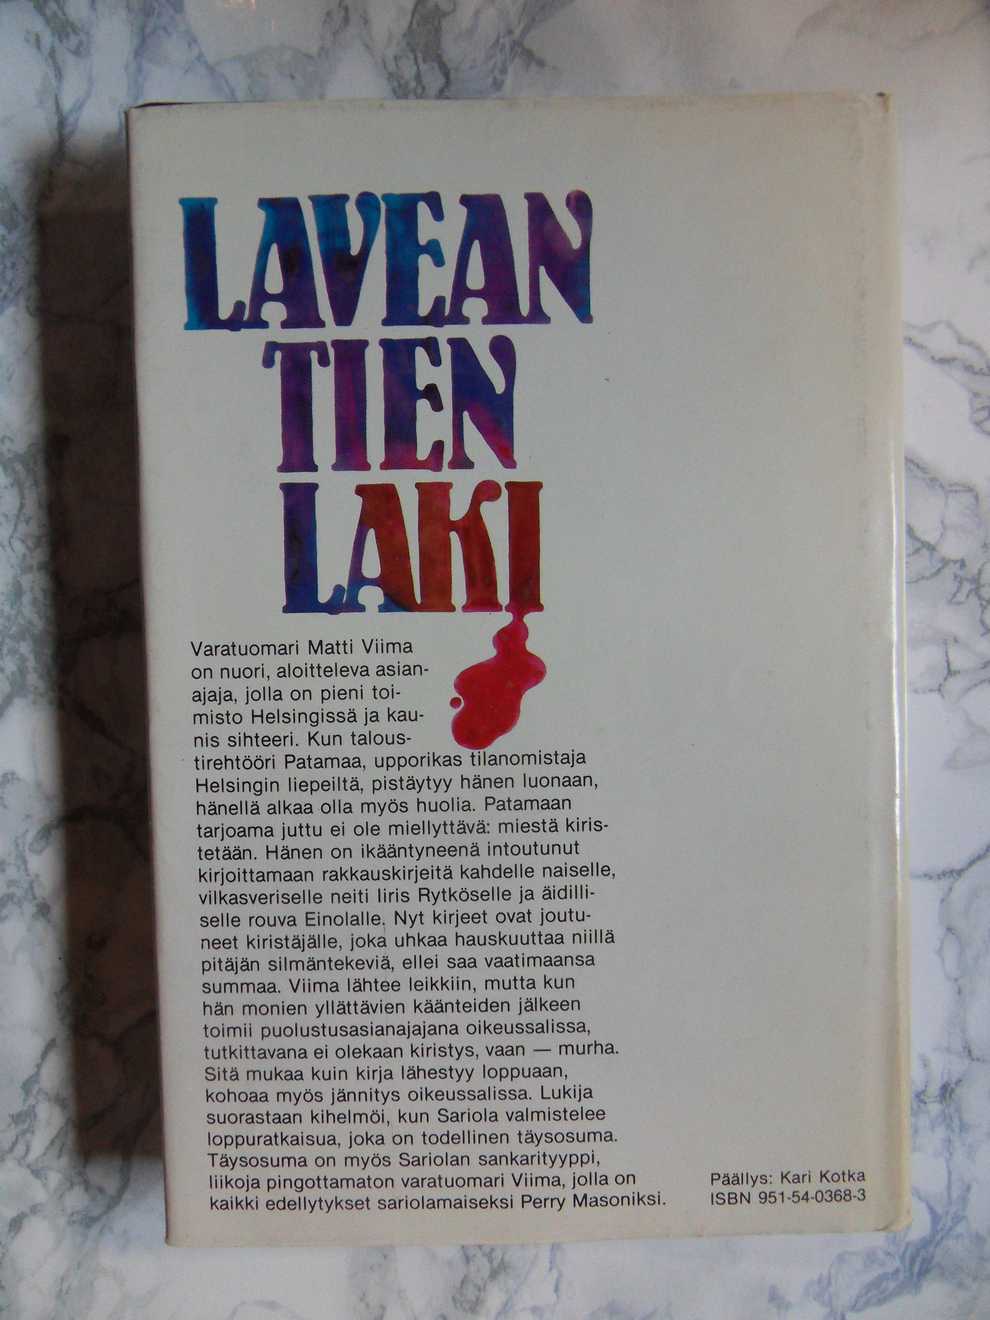 LAVEAN
TIEN
LAKI
Varatuomari Matti Viima
on nuori, aloitteleva asian-
ajaja, jolla on pieni toi-
misto Helsingissä ja kau-
nis sihteeri. Kun talous-
tirehtööri Patamaa, upporikas tilanomistaja
Helsingin liepeiltä, pistäytyy hänen luonaan,
hänellä alkaa olla myös huolia. Patamaan
tarjoama juttu ei ole miellyttävä: miestä kiris-
tetään. Hänen on ikääntyneenä intoutunut
kirjoittamaan rakkauskirjeitä kahdelle naiselle,
vilkasveriselle neiti Iiris Rytköselle ja äidilli-
selle rouva Einolalle. Nyt kirjeet ovat joutu-
neet kiristäjälle, joka uhkaa hauskuuttaa niillä
pitäjän silmäntekeviä, ellei saa vaatimaansa
summaa. Viima lähtee leikkiin, mutta kun
hän monien yllättävien käänteiden jälkeen
toimii puolustusasianajajana oikeussalissa,
tutkittavana ei olekaan kiristys, vaan — murha.
Sitä mukaa kuin kirja lähestyy loppuaan,
kohoaa myös jännitys oikeussalissa. Lukija
suorastaan kihelmöi, kun Sariola valmistelee
loppuratkaisua, joka on todellinen täysosuma.
Täysosuma on myös Sariolan sankarityyppi,
liikoja pingottamaton varatuomari Viima, jolla on
kaikki edellytykset sariolamaiseksi Perry Masoniksi.
Päällys: Kari Kotka
ISBN 951-54-0368-3